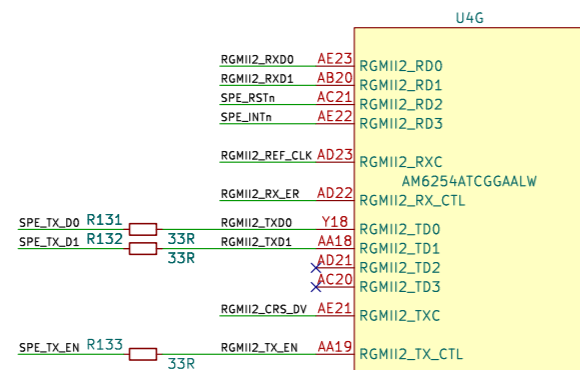 U4G
RGMII2_RXD0 AE23 RGMII2_RD0
RGMII2_RXD1 AB20 RGMII2_RD1
SPE_RSTn AC21 RGMII2_RD2
SPE_INTn AE22 RGMII2_RD3
RGMII2_REF_CLK AD23 RGMII2_RXC
AM6254ATCGGAALW
RGMII2_RX_ER AD22 RGMII2_RX_CTL
SPE_TX_D0 R131 33R RGMII2_TXD0 Y18 RGMII2_TD0
SPE_TX_D1 R132 33R RGMII2_TXD1 AA18 RGMII2_TD1
AD21 RGMII2_TD2
AC20 RGMII2_TD3
RGMII2_CRS_DV AE21 RGMII2_TXC
SPE_TX_EN R133 33R RGMII2_TX_EN AA19 RGMII2_TX_CTL